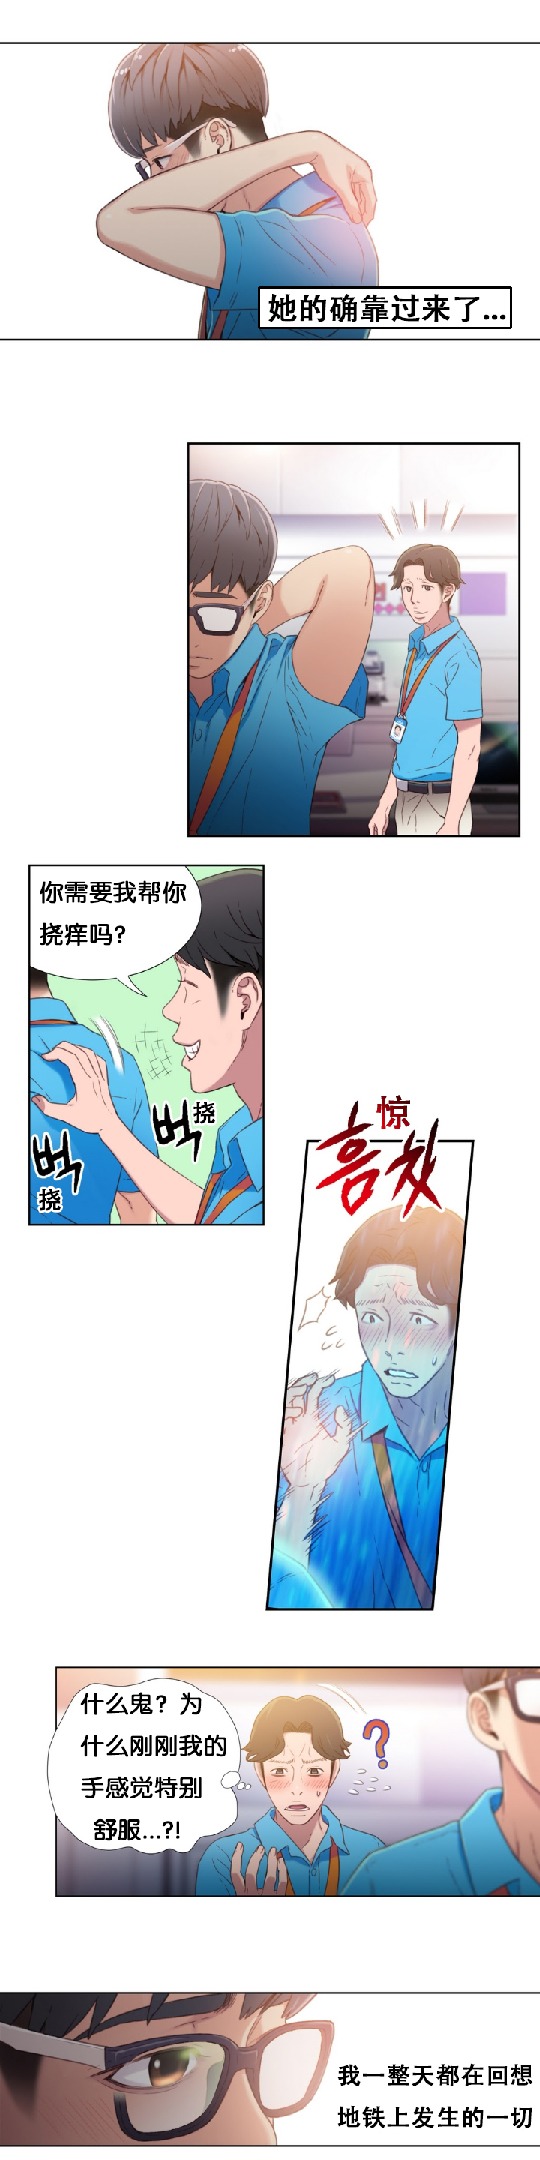 她的确靠过来了...
你需要我帮你
挠痒吗?
벅
挠
벅
挠
惊
흠칫
什么鬼? 为
什么刚刚我的
手感觉特别
舒服...?!
?
我一整天都在回想
地铁上发生的一切